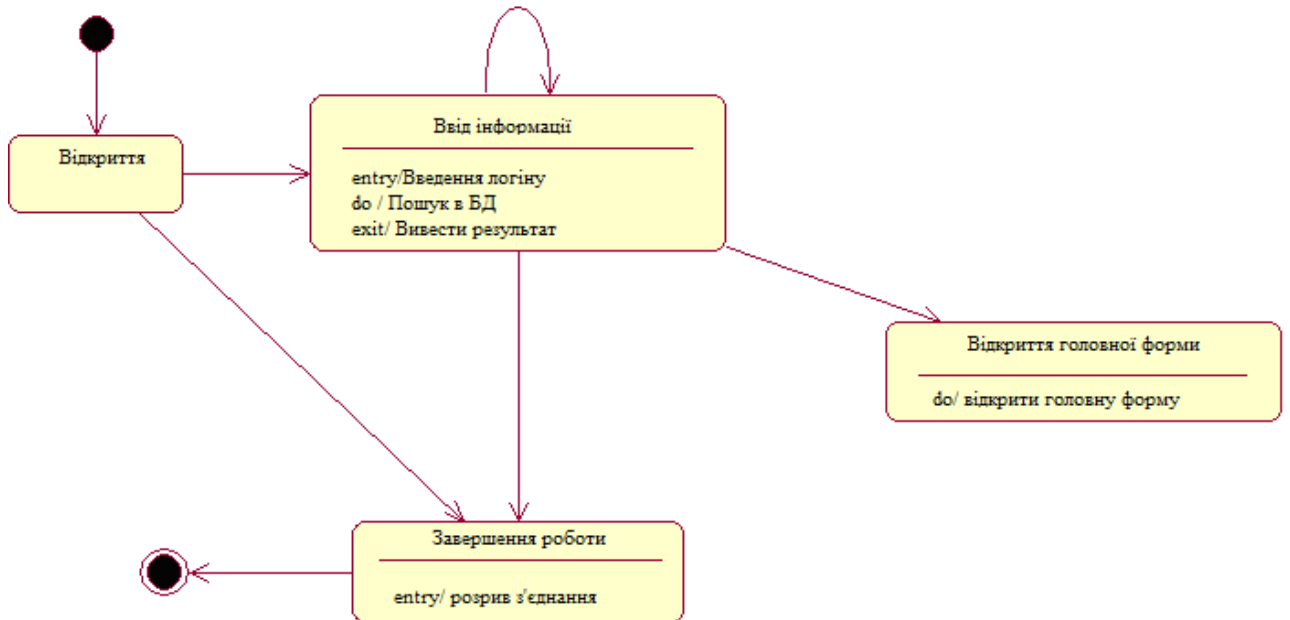 Відкриття
Ввід інформації
entry/Введення логіну
do / Пошук в БД
exit/ Вивести результат
Відкриття головної форми
do/ відкрити головну форму
Завершення роботи
entry/ розрив з'єднання